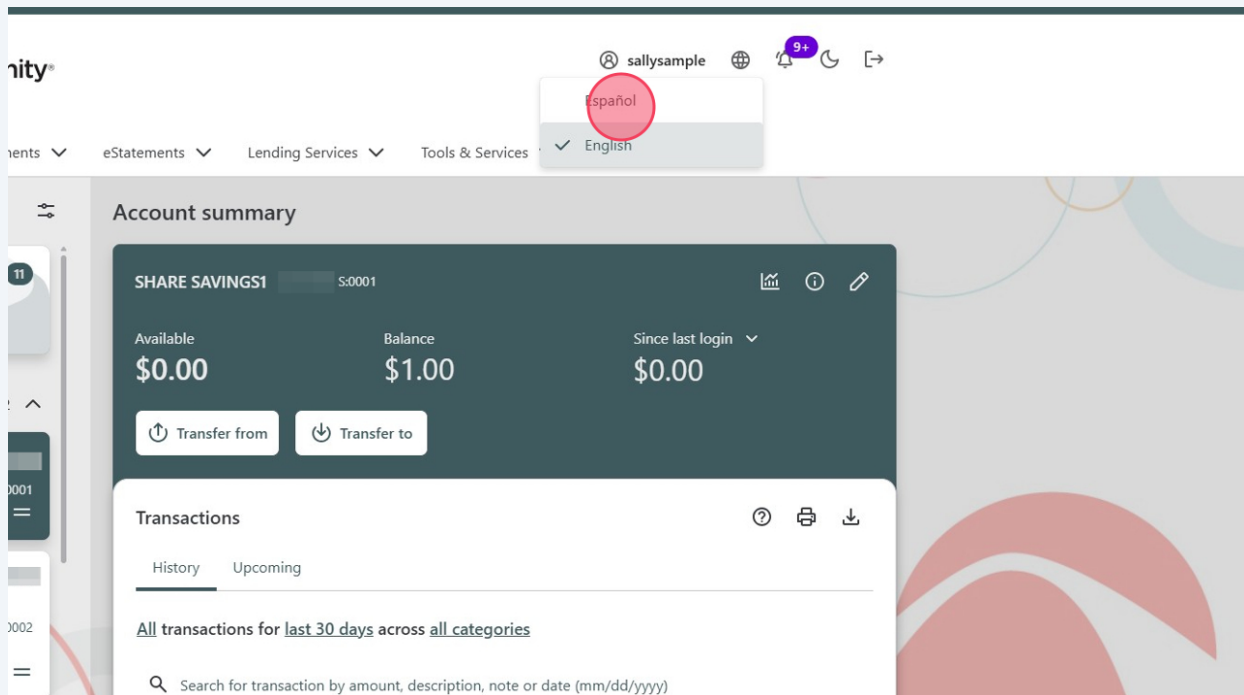 nity®
sallysample
9+
Español
English
ments
eStatements
Lending Services
Tools & Services
11
Account summary
SHARE SAVINGS1
S:0001
Available
$0.00
Balance
$1.00
Since last login
$0.00
Transfer from
Transfer to
0001
0002
Transactions
History
Upcoming
All transactions for last 30 days across all categories
Search for transaction by amount, description, note or date (mm/dd/yyyy)